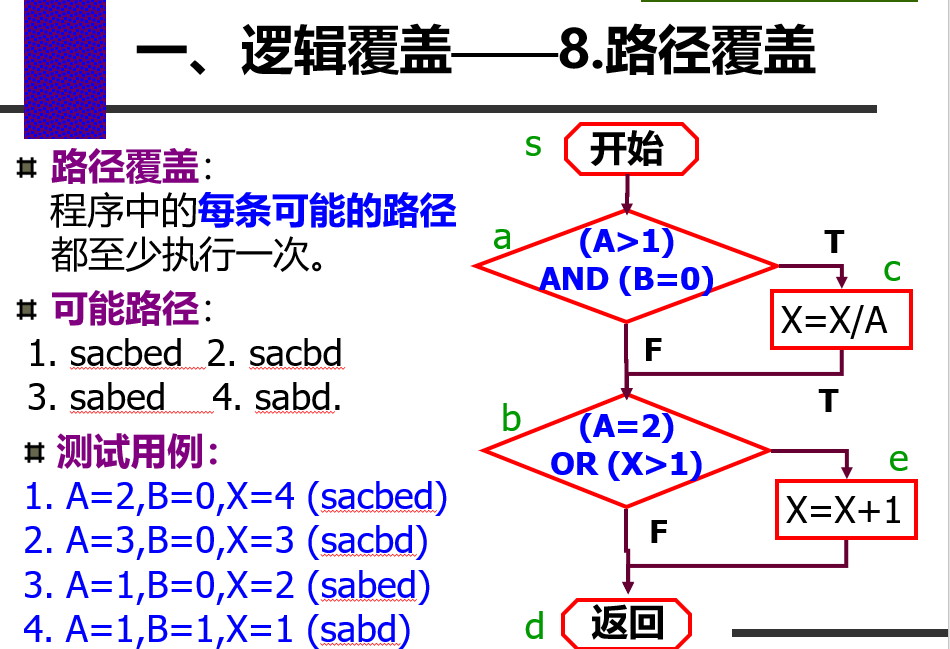 一、逻辑覆盖——8.路径覆盖
路径覆盖：
程序中的每条可能的路径
都至少执行一次。
可能路径：
1. sacbed 2. sacbd
3. sabed 4. sabd.
测试用例：
1. A=2,B=0,X=4 (sacbed)
2. A=3,B=0,X=3 (sacbd)
3. A=1,B=0,X=2 (sabed)
4. A=1,B=1,X=1 (sabd)
s
开始
a
(A>1)
AND (B=0)
T
c
X=X/A
F
b
(A=2)
OR (X>1)
T
e
X=X+1
F
d
返回